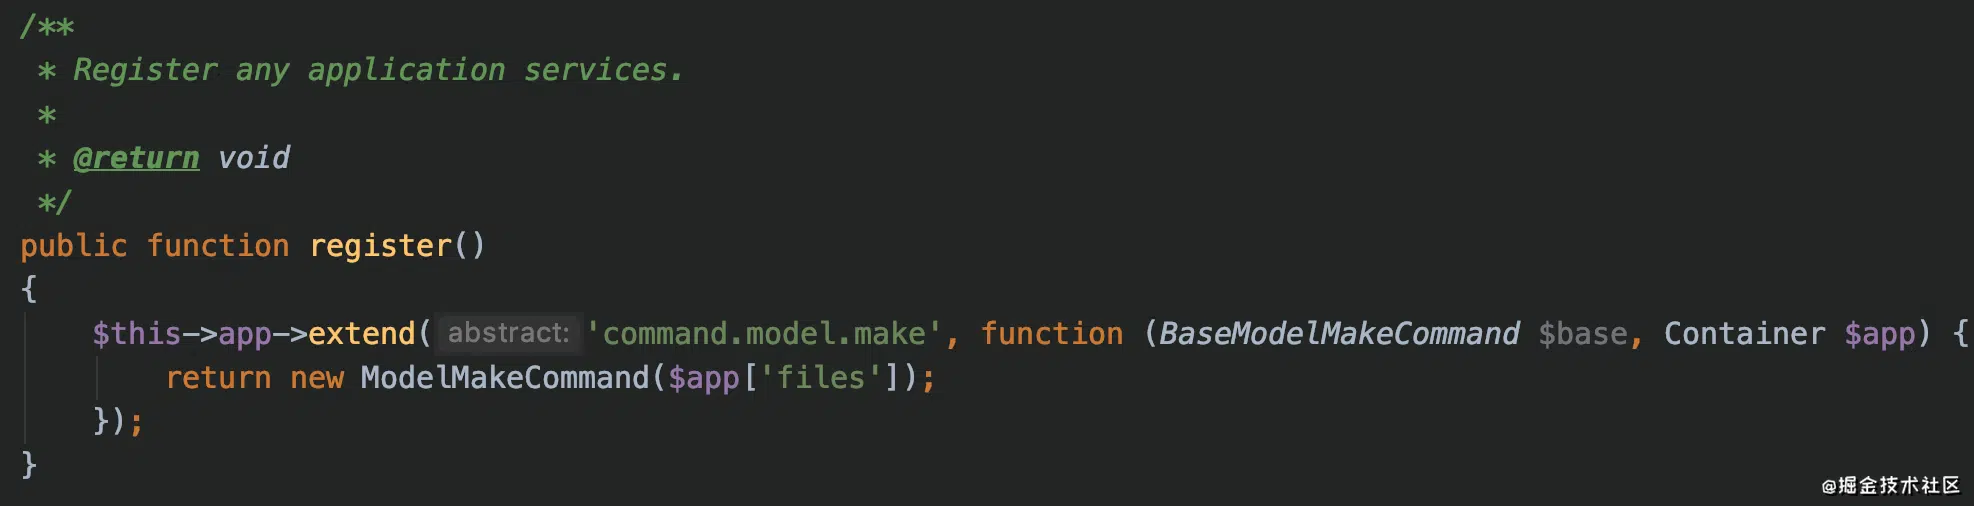 /**
 * Register any application services.
 *
 * @return void
 */
public function register()
{
    $this->app->extend( abstract: 'command.model.make', function (BaseModelMakeCommand $base, Container $app) {
        return new ModelMakeCommand($app['files']);
    });
}
@掘金技术社区